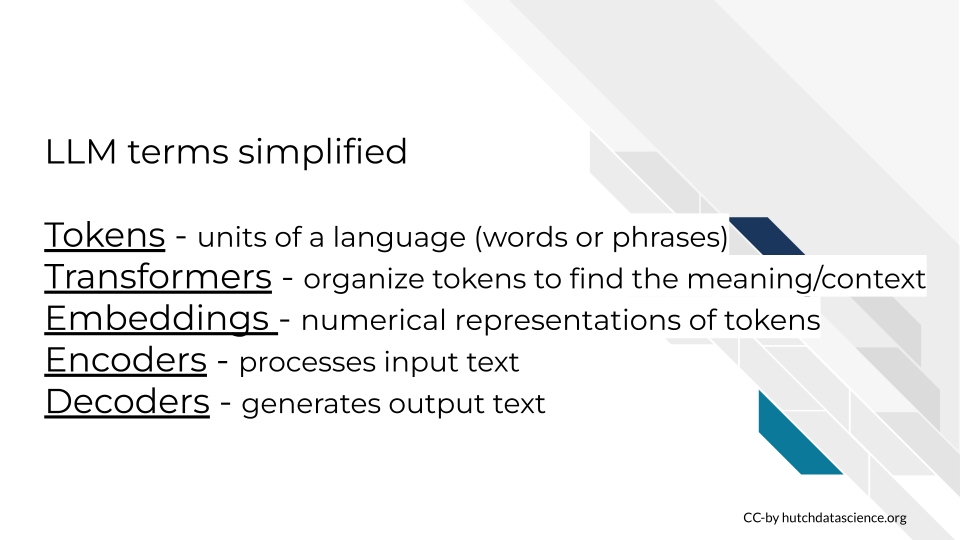 LLM terms simplified
Tokens - units of a language (words or phrases)
Transformers - organize tokens to find the meaning/context
Embeddings - numerical representations of tokens
Encoders - processes input text
Decoders - generates output text
CC-by hutchdatascience.org